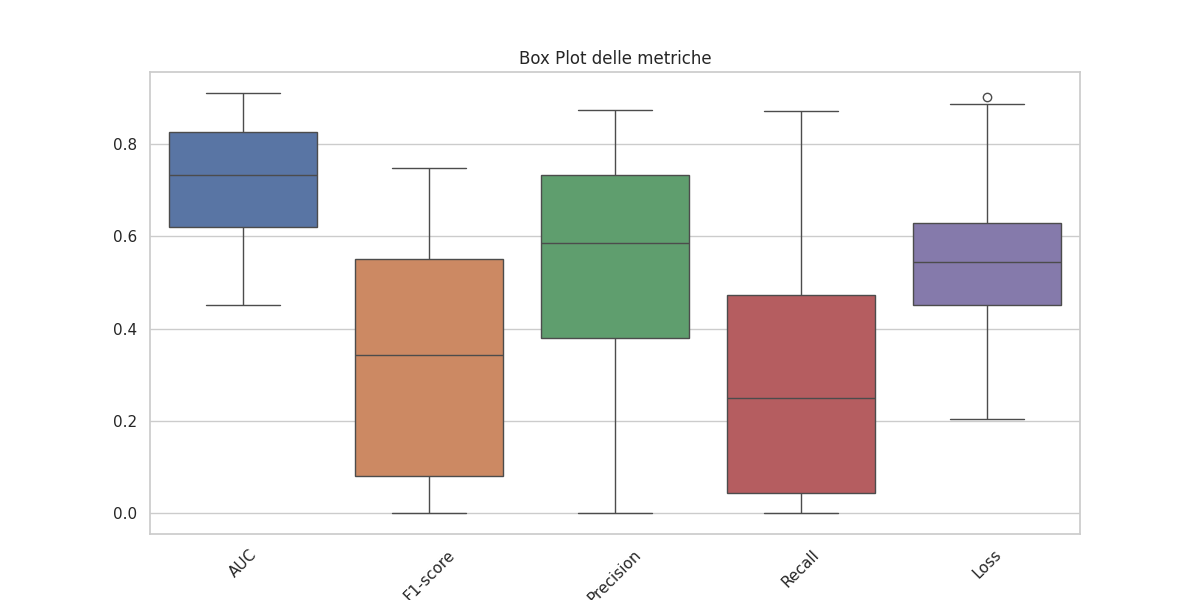 Box Plot delle metriche
0.8
0.6
0.4
0.2
0.0
AUC
F1-score
Precision
Recall
Loss